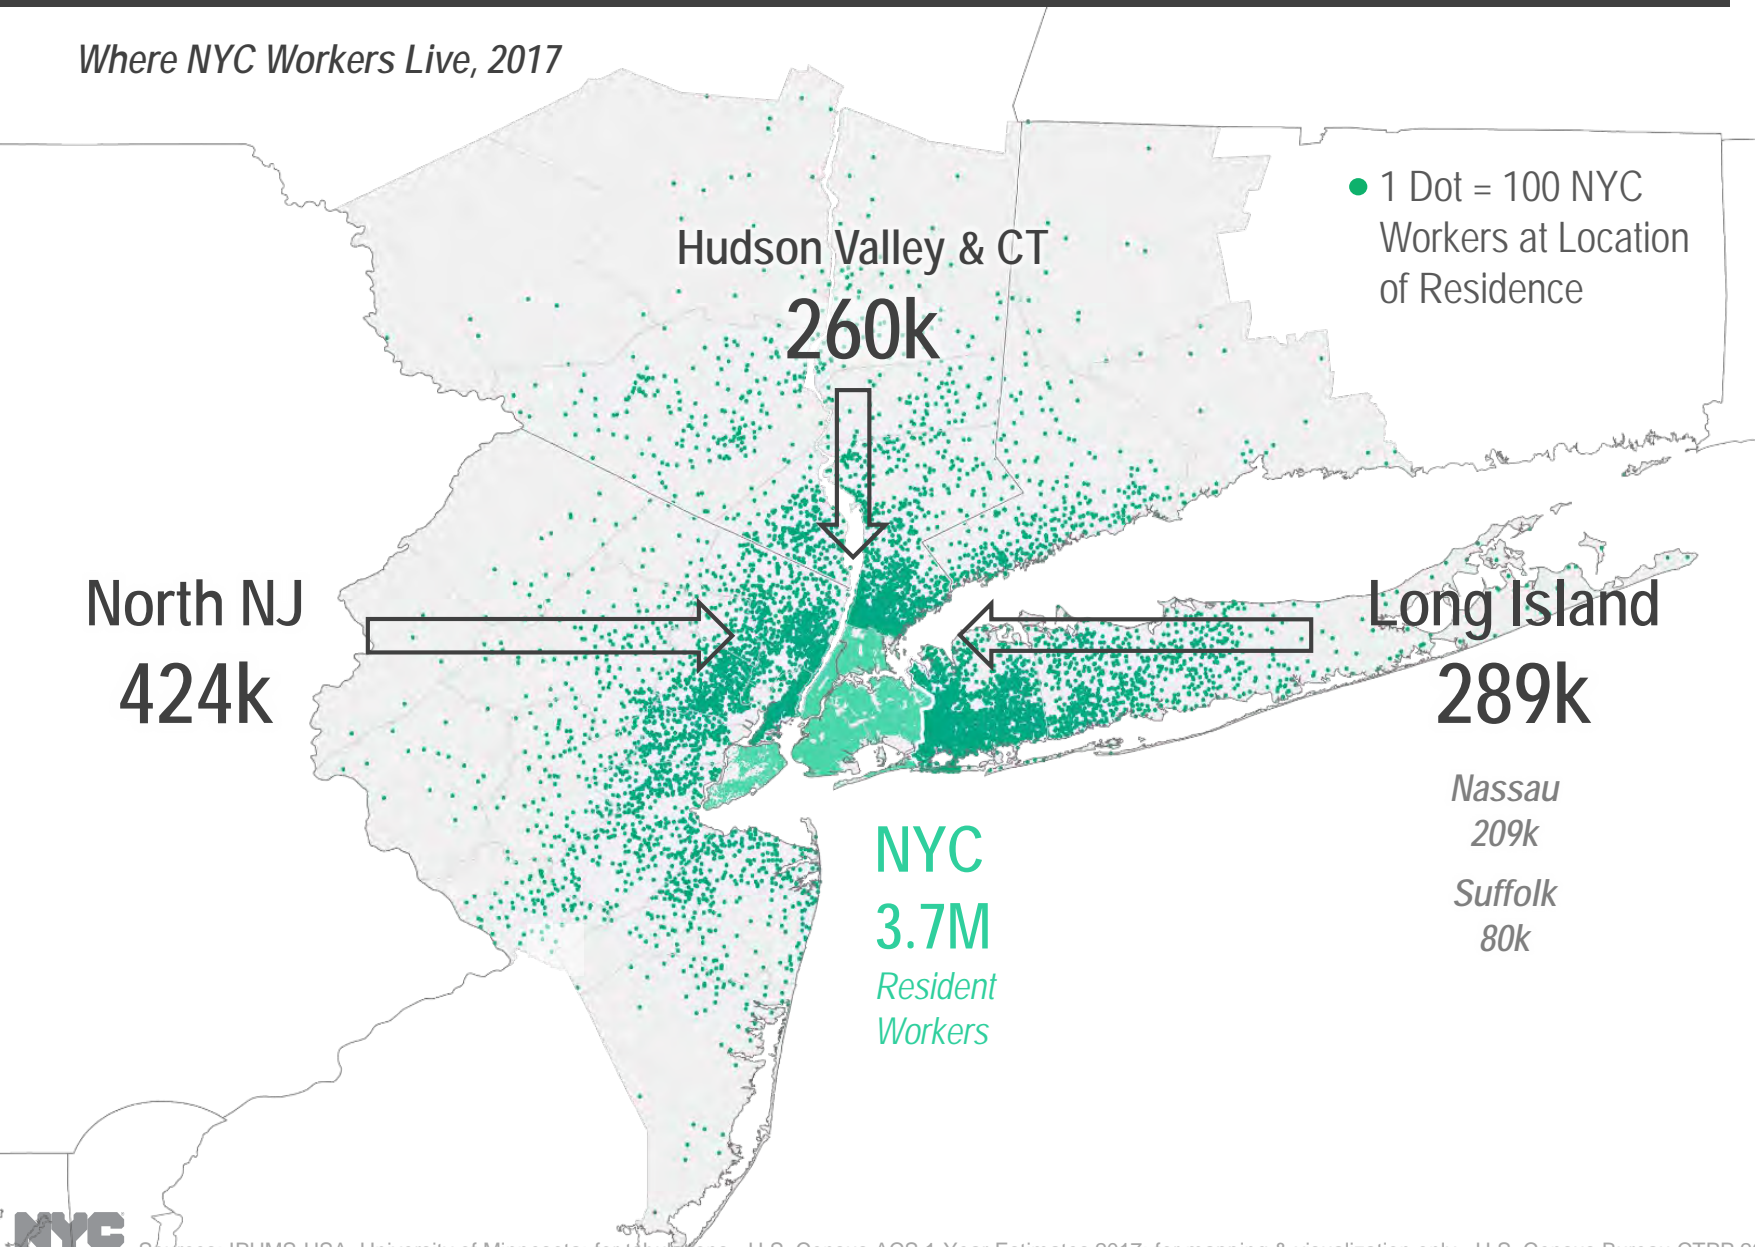 Where NYC Workers Live, 2017
1 Dot = 100 NYC
Workers at Location
of Residence
Hudson Valley & CT
260k
North NJ
424k
Long Island
289k
Nassau
209k
Suffolk
80k
NYC
3.7M
Resident
Workers
NYC